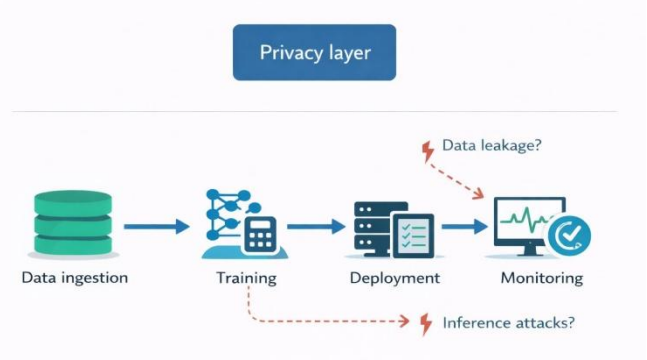 Privacy layer
Data leakage?
Data ingestion
Training
Deployment
Monitoring
Inference attacks?